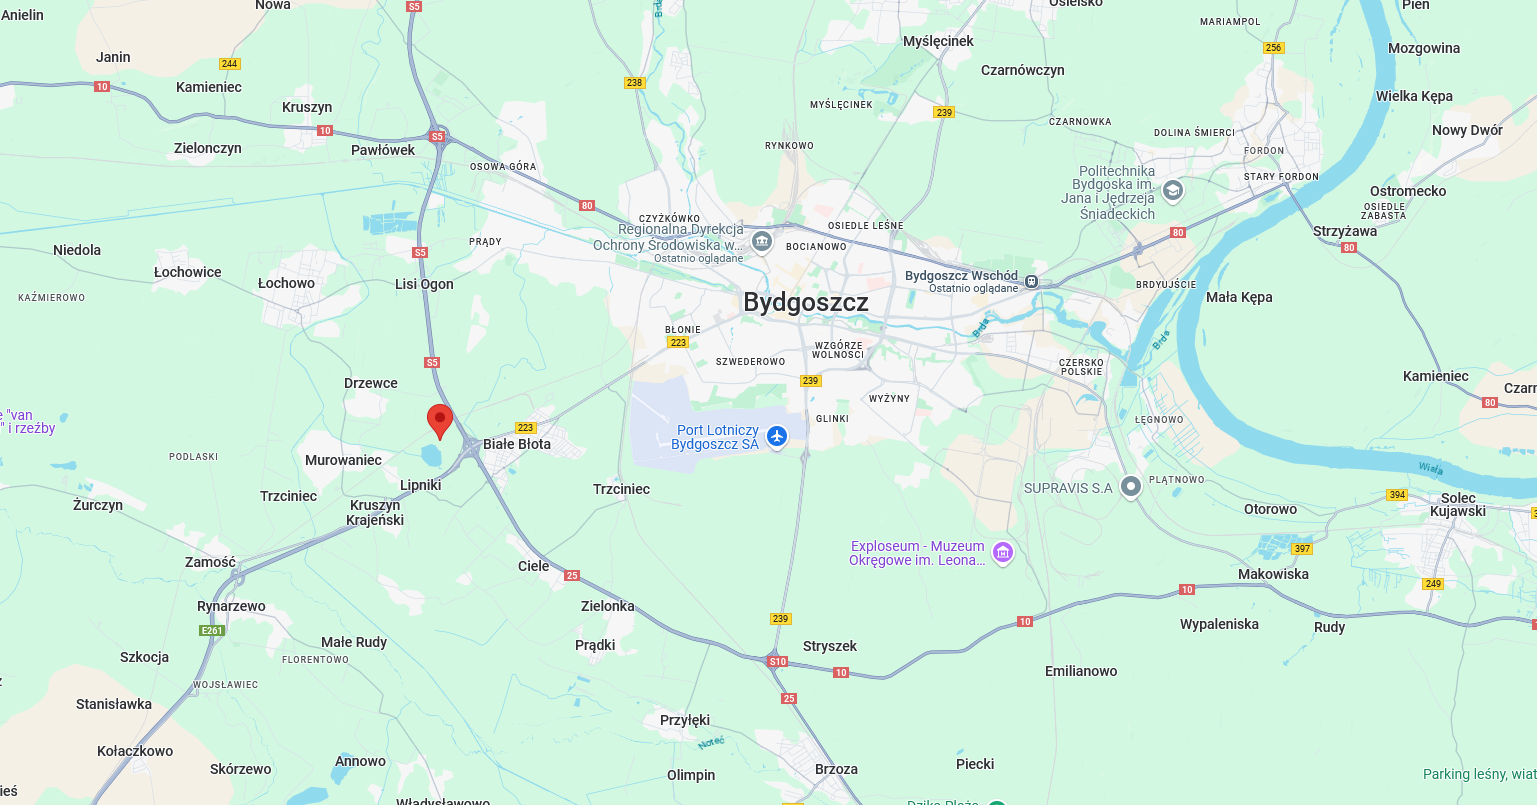 Anielin
Nowa
S5
Brda
Osielsko
Pień
MARIAMPOL
Myślęcinek
256
Mozgowina
Janin
244
238
Czarnówczyn
Kamieniec
10
Wielka Kępa
Kruszyn
MYŚLĘCINEK
239
CZARNOWKA
10
S5
DOLINA ŚMIERCI
Nowy Dwór
Zielonczyn
Pawłówek
RYNKOWO
FORDON
OSOWA GÓRA
Politechnika
Bydgoska im.
Jana i Jędrzeja
Śniadeckich
STARY FORDON
Ostromecko
80
OSIEDLE
ZABASTA
CZYŻKÓWKO
Regionalna Dyrekcja
Ochrony Środowiska w...
Ostatnio oglądane
OSIEDLE LEŚNE
80
Strzyżawa
PRĄDY
BOCIANOWO
80
Niedola
S5
Łochowice
Łochowo
Lisi Ogon
Bydgoszcz Wschód
Ostatnio oglądane
BRDYUJŚCIE
KAŹMIEROWO
Bydgoszcz
Mała Kępa
BŁONIE
223
Brda
Brda
WZGÓRZE
WOLNOŚCI
S5
SZWEDEROWO
CZERSKO
POLSKIE
Drzewce
239
Kamieniec
WYŻYNY
Czarn
80
e "van
" i rzeźby
GLINKI
ŁĘGNOWO
223
Port Lotniczy
Bydgoszcz SA
Białe Błota
PODLASKI
Murowaniec
Wisła
Lipniki
Trzciniec
SUPRAVIS S.A
PŁĄTNOWO
Trzciniec
394
Solec
Kujawski
Żurczyn
Kruszyn
Krajeński
Otorowo
Exploseum - Muzeum
Okręgowe im. Leona...
397
Zamość
Ciele
25
Makowiska
249
10
Rynarzewo
Zielonka
239
10
Wypaleniska
Rudy
E261
Małe Rudy
Prądki
Stryszek
FLORENTOWO
Szkocja
S10
10
Emilianowo
WOJSŁAWIEC
25
Stanisławka
Przyłęki
Noteć
Kołaczkowo
Annowo
Skórzewo
Olimpin
Brzoza
Piecki
Parking leśny, wiat
ieś
Władysławowo
Dzika Plaża